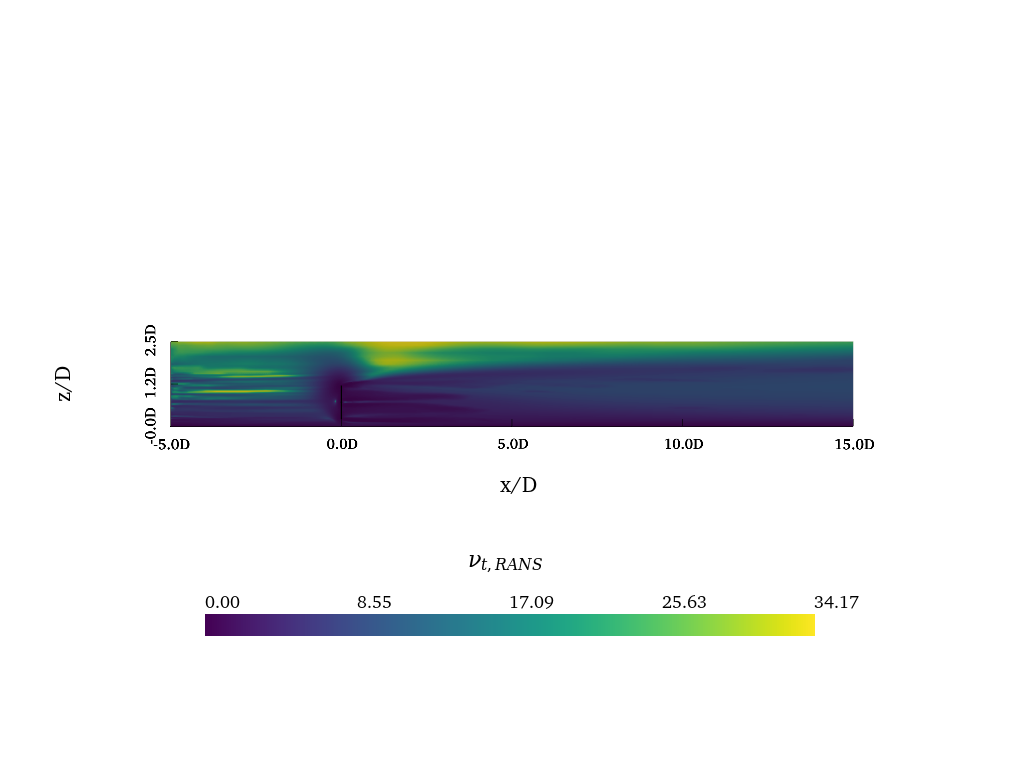 2.5D
1.2D
-0.0D
z/D
-5.0D 0.0D 5.0D 10.0D 15.0D
x/D
ν_{t, RANS}
0.00 8.55 17.09 25.63 34.17